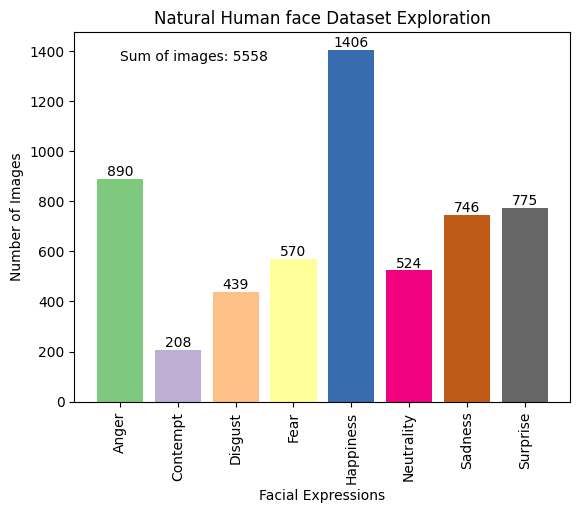 Natural Human face Dataset Exploration
Sum of images: 5558
Number of Images
1400
1200
1000
800
600
400
200
0
890
208
439
570
1406
524
746
775
Anger
Contempt
Disgust
Fear
Happiness
Neutrality
Sadness
Surprise
Facial Expressions